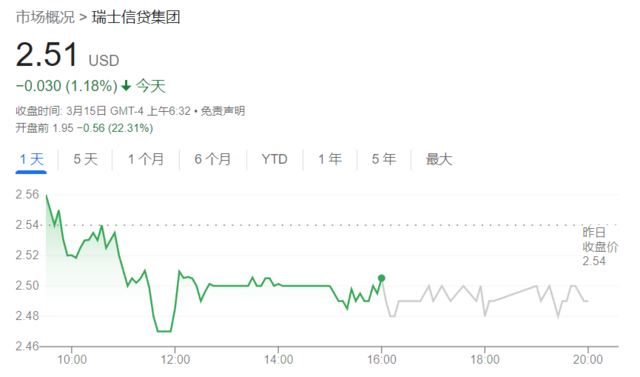 市场概况 > 瑞士信贷集团
2.51 USD
−0.030 (1.18%) 今天
收盘时间: 3月15日 GMT-4 上午6:32 • 免责声明
开盘前 1.95 −0.56 (22.31%)
1 天 5 天 1 个月 6 个月 YTD 1 年 5 年 最大
2.56
2.54
2.52
2.50
2.48
2.46
昨日
收盘价
2.54
10:00 12:00 14:00 16:00 18:00 20:00